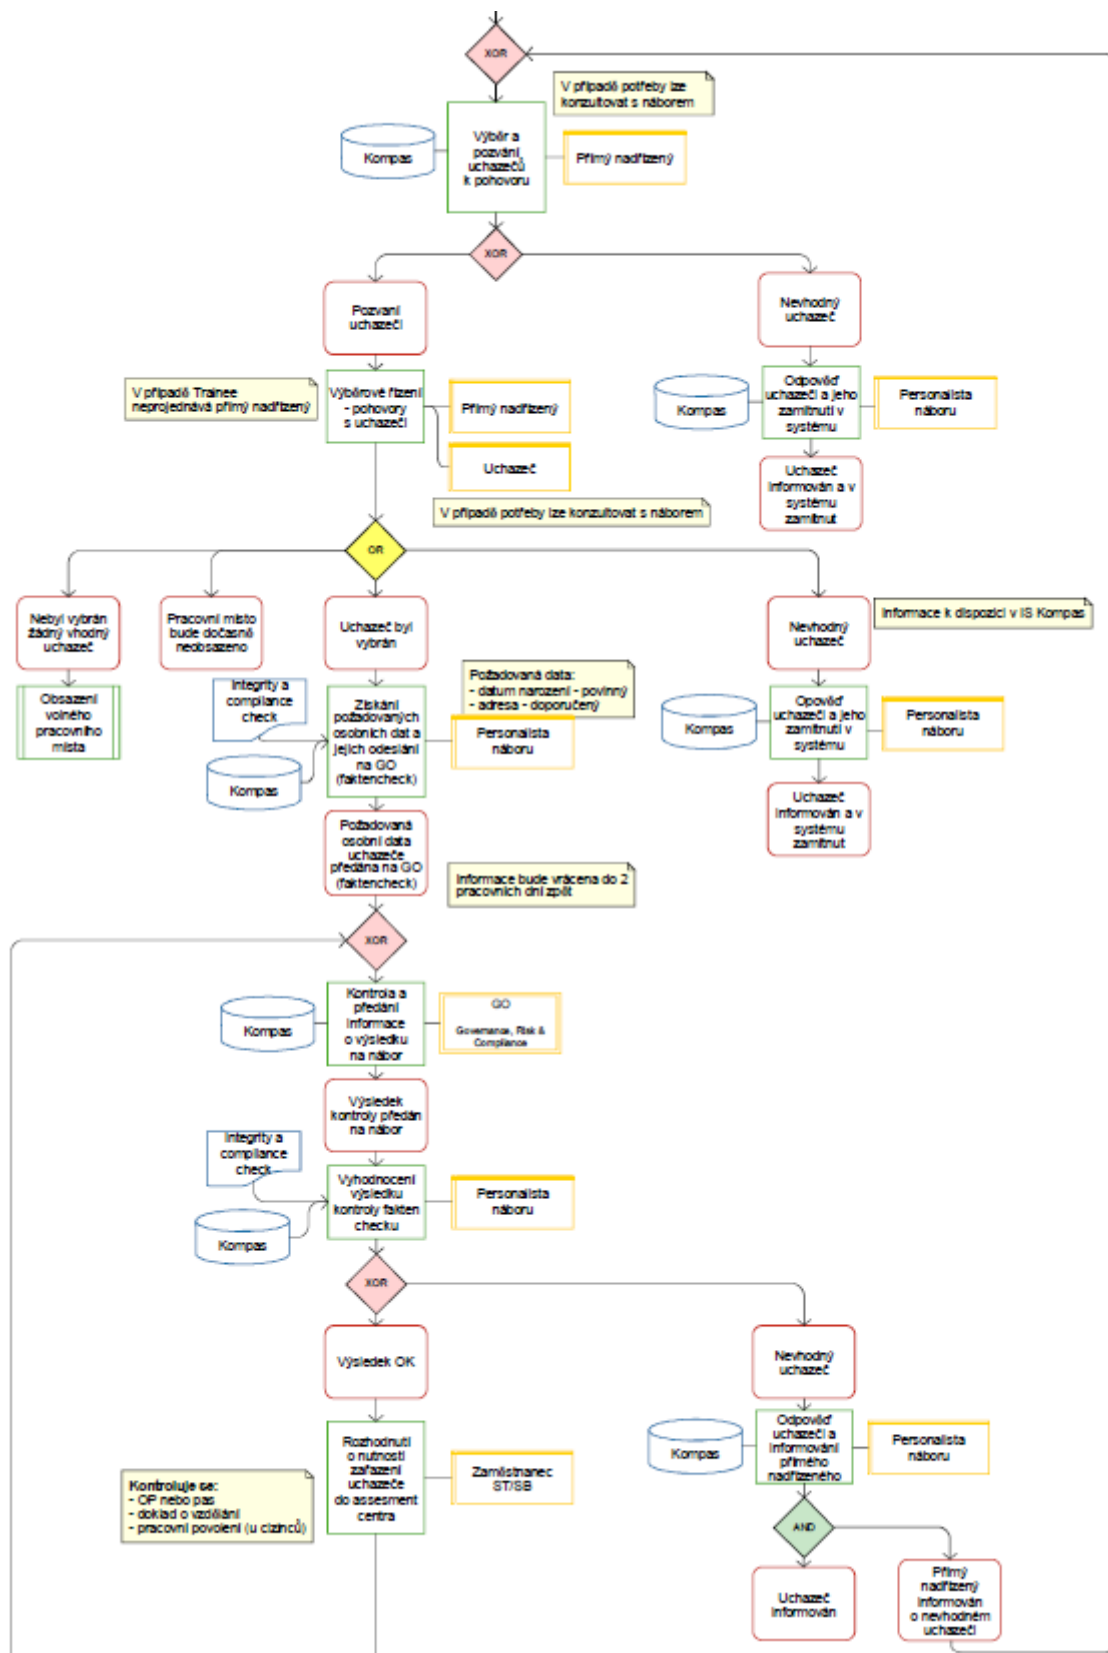 XOR
V případě potřeby lze
konzultovat s náborem
Kompas
Výběr a
pozvání
uchazečů
k pohovoru
Přímý nadřízený
XOR
Pozvaní
uchazeči
Nevhodný
uchazeč
V případě Trainee
neprojednává přímý nadřízený
Výběrové řízení
- pohovory
s uchazeči
Přímý nadřízený
Uchazeč
Kompas
Odpověď
uchazeči a jeho
zamítnutí v
systému
Personalista
náboru
Uchazeč
informován a v
systému
zamítnut
V případě potřeby lze konzultovat s náborem
OR
Nebyl vybrán
žádný vhodný
uchazeč
Pracovní místo
bude dočasně
neobsazeno
Uchazeč byl
vybrán
Nevhodný
uchazeč
Informace k dispozici v IS Kompas
Obsazení
volného
pracovního
místa
Integrity a
compliance
check
Kompas
Získání
požadovaných
osobních dat a
jejich odeslání
na GO
(faktencheck)
Požadovaná data:
- datum narození - povinný
- adresa - doporučený
Personalista
náboru
Kompas
Opověď
uchazeči a jeho
zamítnutí v
systému
Personalista
náboru
Uchazeč
informován a v
systému
zamítnut
Požadovaná
osobní data
uchazeče
předána na GO
(faktencheck)
Informace bude vrácena do 2
pracovních dní zpět
XOR
Kompas
Kontrola a
předání
informace
o výsledku
na nábor
GO
Governance, Risk &
Compliance
Výsledek
kontroly předán
na nábor
Integrity a
compliance
check
Kompas
Vyhodnocení
výsledku
kontroly fakten
checku
Personalista
náboru
XOR
Výsledek OK
Nevhodný
uchazeč
Kontroluje se:
- OP nebo pas
- doklad o vzdělání
- pracovní povolení (u cizinců)
Rozhodnutí
o nutnosti
zařazení
uchazeče
do assesment
centra
Zaměstnanec
ST/SB
Kompas
Odpověď
uchazeči a
informování
přímého
nadřízeného
Personalista
náboru
AND
Uchazeč
informován
Přímý
nadřízený
informován
o nevhodném
uchazeči